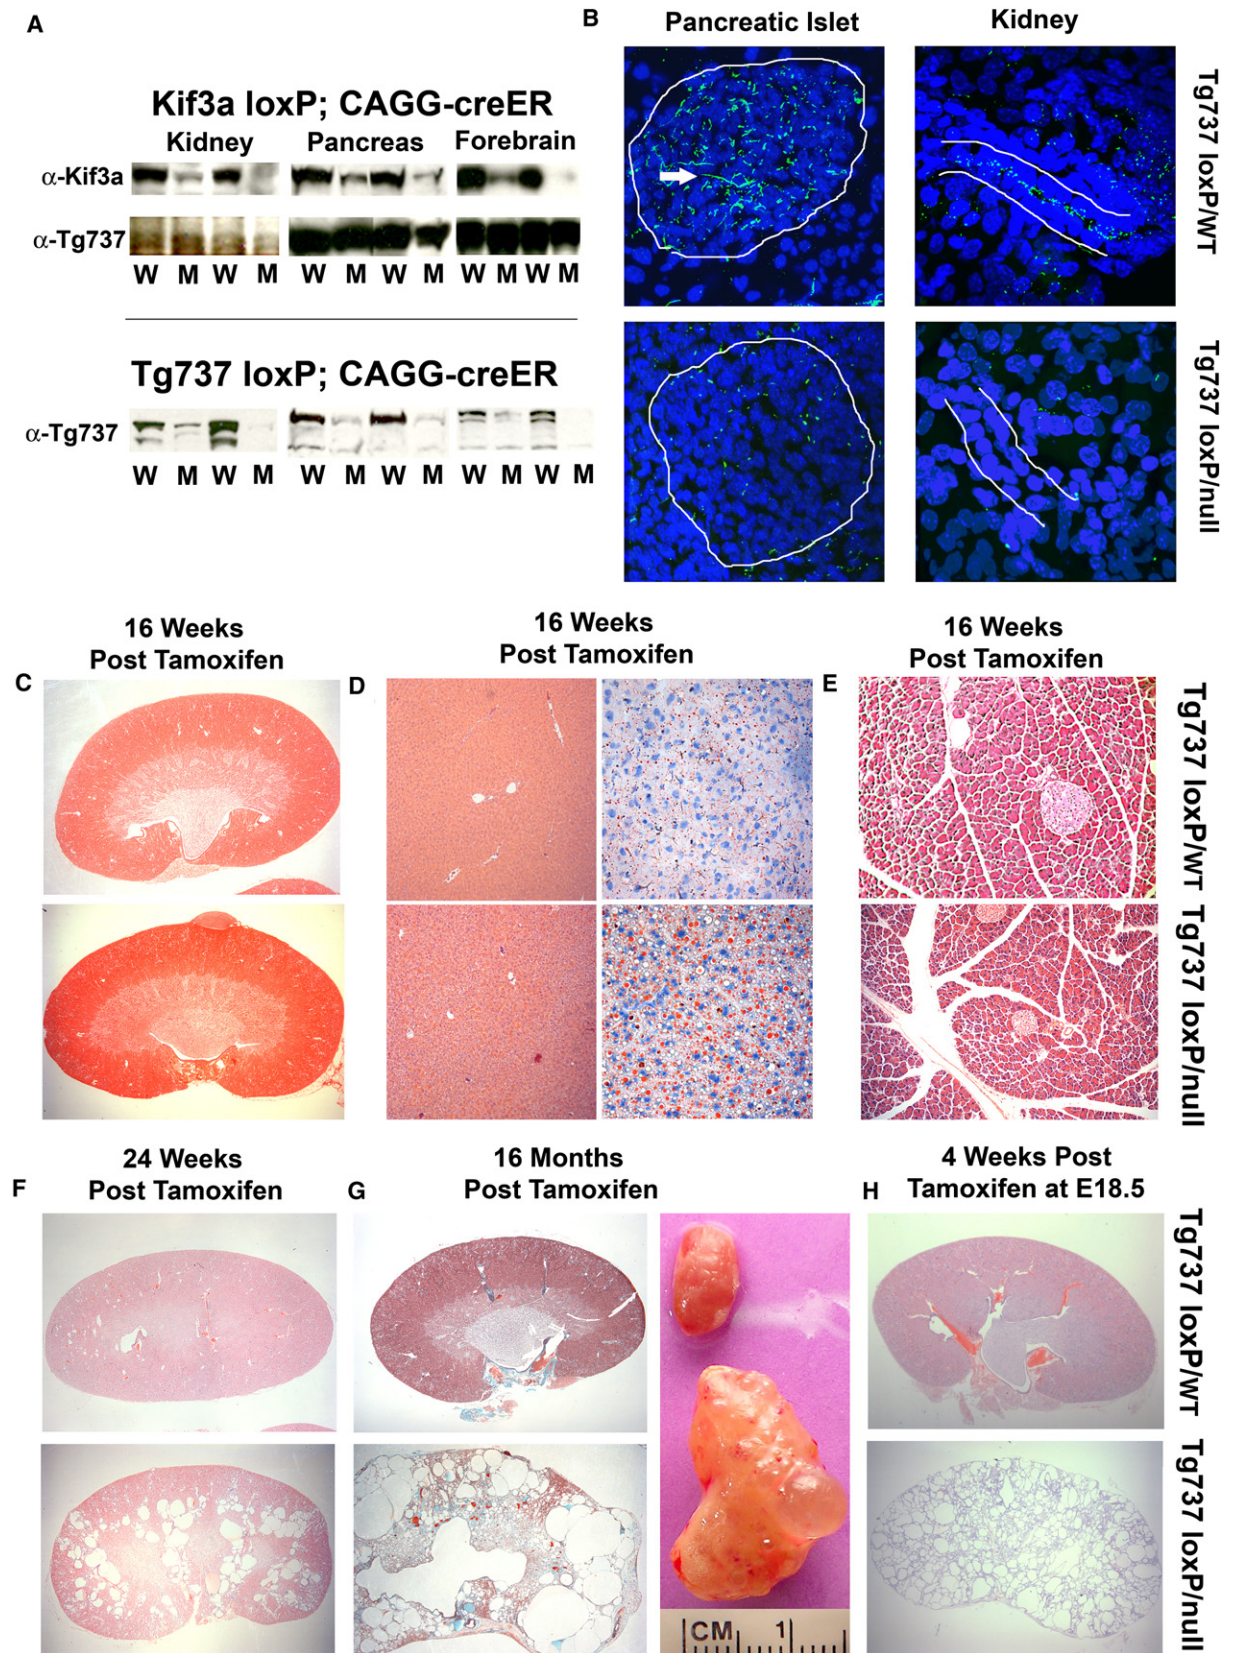 A
Kif3a loxP; CAGG-creER
Kidney Pancreas Forebrain
α-Kif3a
α-Tg737
W M W M W M W M W M W M
Tg737 loxP; CAGG-creER
α-Tg737
W M W M W M W M W M W M
B
Pancreatic Islet Kidney
Tg737 loxP/WT
Tg737 loxP/null
C
16 Weeks
Post Tamoxifen
D
16 Weeks
Post Tamoxifen
E
16 Weeks
Post Tamoxifen
Tg737 loxP/WT
Tg737 loxP/null
F
24 Weeks
Post Tamoxifen
G
16 Months
Post Tamoxifen
CM 1
H
4 Weeks Post
Tamoxifen at E18.5
Tg737 loxP/WT
Tg737 loxP/null